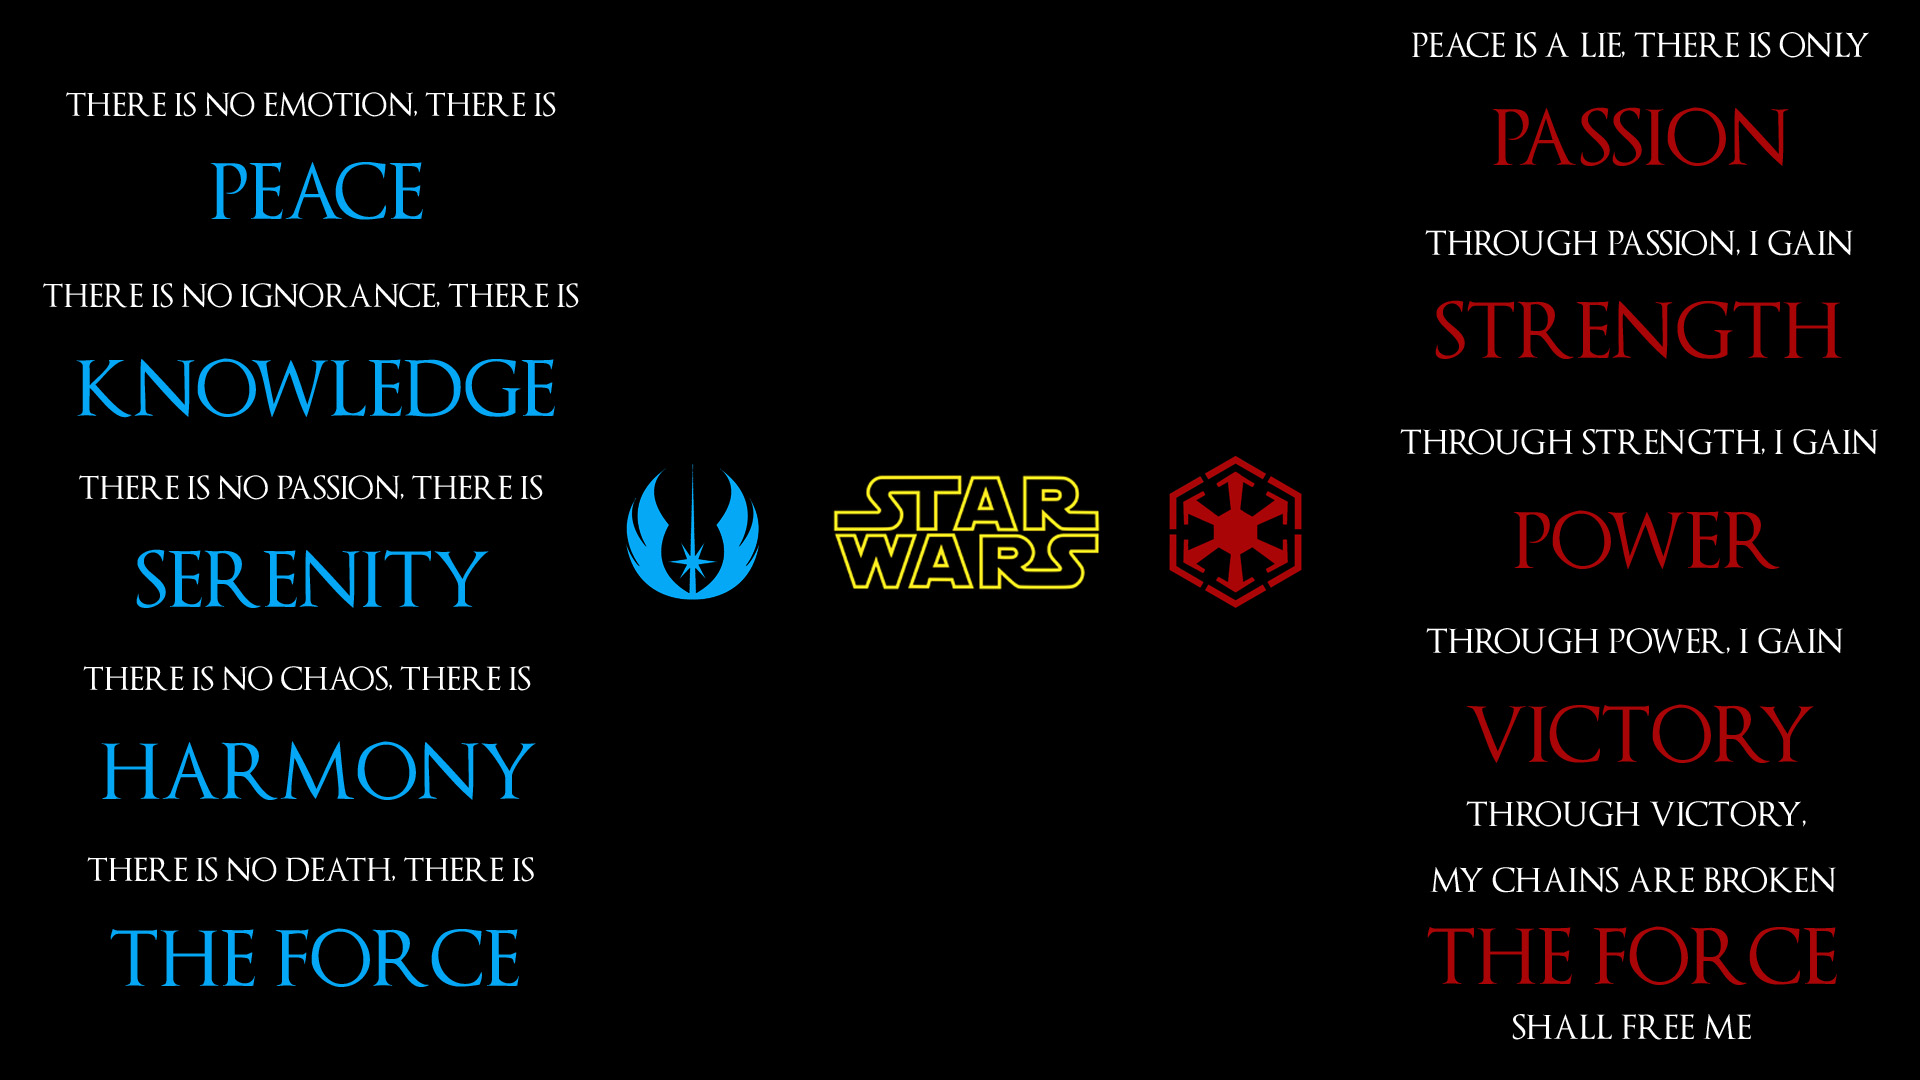 THERE IS NO EMOTION, THERE IS
PEACE
THERE IS NO IGNORANCE, THERE IS
KNOWLEDGE
THERE IS NO PASSION, THERE IS
SERENITY
THERE IS NO CHAOS, THERE IS
HARMONY
THERE IS NO DEATH, THERE IS
THE FORCE
STAR
WARS
PEACE IS A LIE, THERE IS ONLY
PASSION
THROUGH PASSION, I GAIN
STRENGTH
THROUGH STRENGTH, I GAIN
POWER
THROUGH POWER, I GAIN
VICTORY
THROUGH VICTORY,
MY CHAINS ARE BROKEN
THE FORCE
SHALL FREE ME